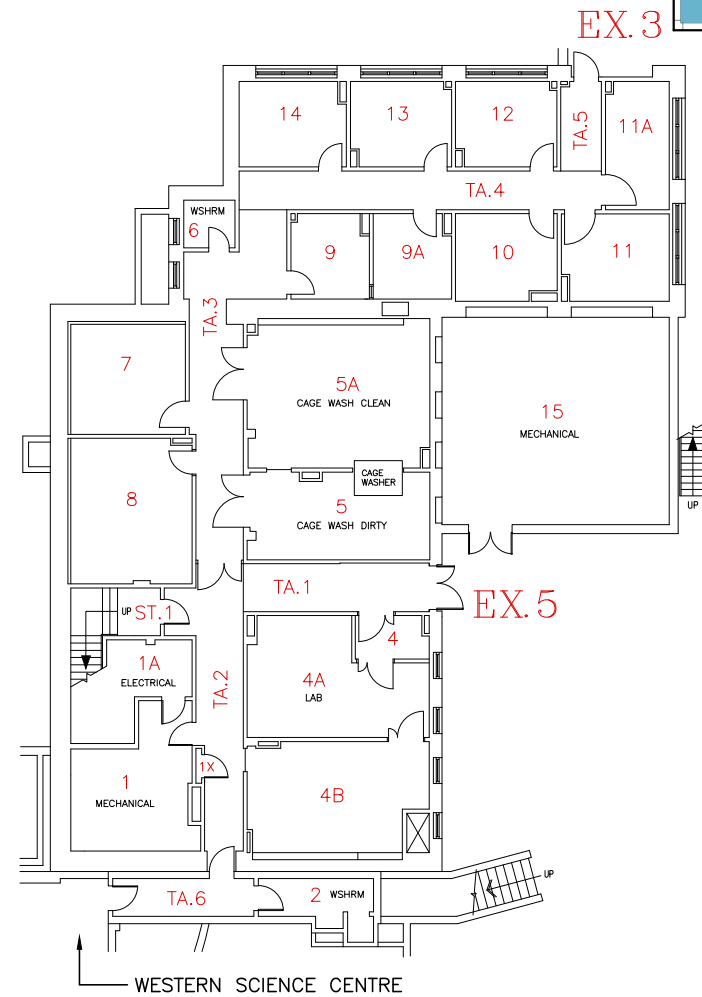 EX.3
14
13
12
TA.5
11A
TA.4
WSHRM
6
9
9A
10
11
TA.3
7
5A
CAGE WASH CLEAN
15
MECHANICAL
8
CAGE
WASHER
5
CAGE WASH DIRTY
UP
TA.1
EX.5
UP
ST.1
4
1A
ELECTRICAL
TA.2
4A
LAB
1X
1
MECHANICAL
4B
TA.6
2
WSHRM
UP
WESTERN SCIENCE CENTRE